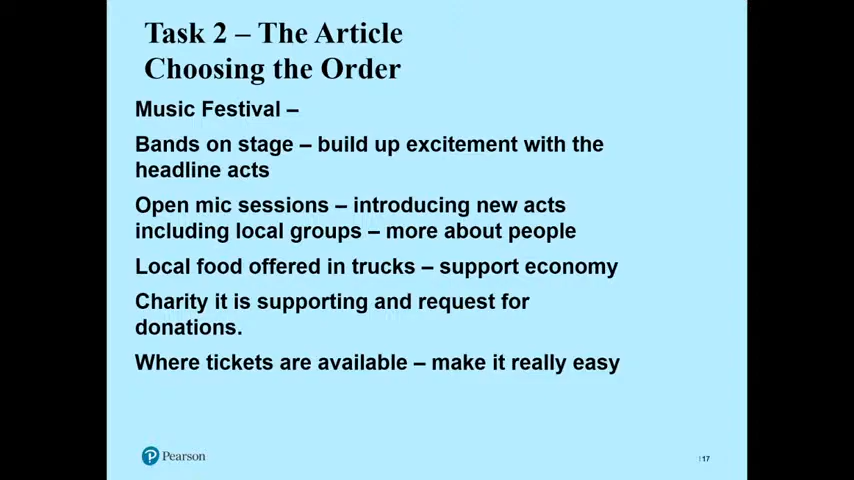 Task 2 – The Article
Choosing the Order
Music Festival –
Bands on stage – build up excitement with the
headline acts
Open mic sessions – introducing new acts
including local groups – more about people
Local food offered in trucks – support economy
Charity it is supporting and request for
donations.
Where tickets are available – make it really easy
Pearson
17